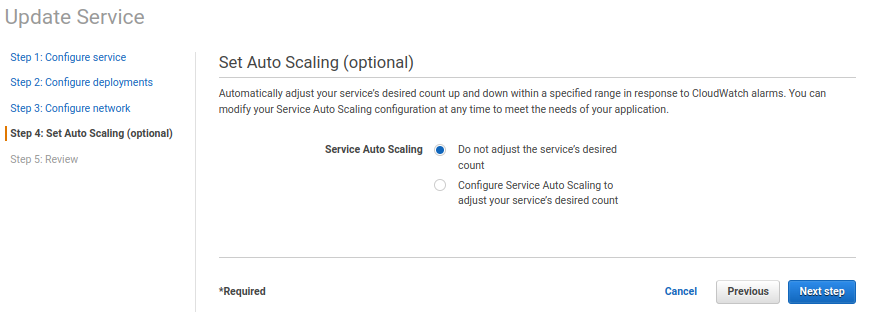 Update Service
Step 1: Configure service
Step 2: Configure deployments
Step 3: Configure network
Step 4: Set Auto Scaling (optional)
Step 5: Review
Set Auto Scaling (optional)
Automatically adjust your service's desired count up and down within a specified range in response to CloudWatch alarms. You can
modify your Service Auto Scaling configuration at any time to meet the needs of your application.
Service Auto Scaling
Do not adjust the service's desired
count
Configure Service Auto Scaling to
adjust your service's desired count
*Required
Cancel
Previous
Next step